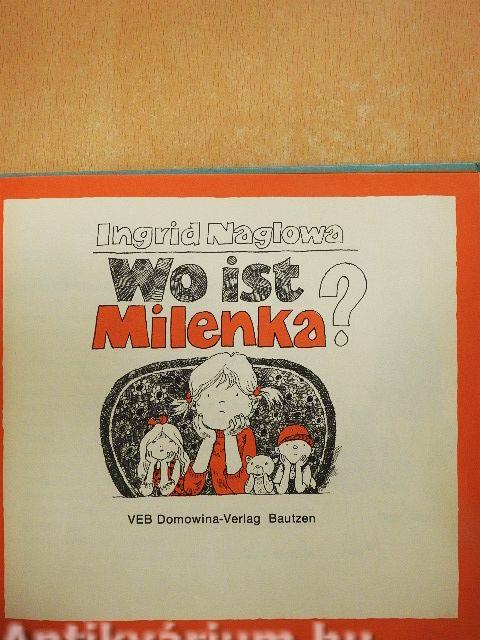 Ingrid Naglowa
Wo ist
Milenka?
VEB Domowina-Verlag Bautzen
Antikvárium.hu